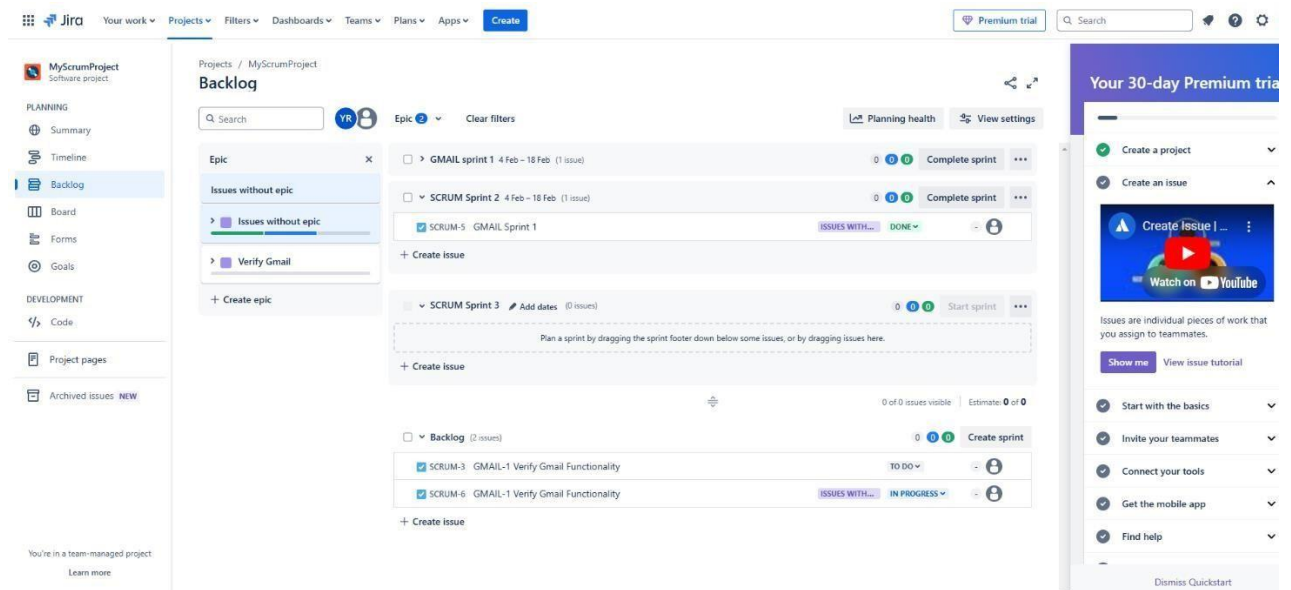 Jira Your work Projects Filters Dashboards Teams Plans Apps Create Premium trial Search
MyScrumProject
Software project
PLANNING
Summary
Timeline
Backlog
Board
Forms
Goals
DEVELOPMENT
Code
Project pages
Archived issues NEW
You're in a team-managed project
Learn more
Projects / MyScrumProject
Backlog
Search YR Epic 2 Clear filters Planning health View settings
Epic
Issues without epic
Issues without epic
Verify Gmail
+ Create epic
GMAIL sprint 1 4 Feb – 18 Feb (1 issue) 0 0 0 Complete sprint
SCRUM Sprint 2 4 Feb – 18 Feb (1 issue) 0 0 0 Complete sprint
SCRUM-5 GMAIL Sprint 1 ISSUES WITH... DONE -
+ Create issue
SCRUM Sprint 3 Add dates (0 issues) 0 0 0 Start sprint
Plan a sprint by dragging the sprint footer down below some issues, or by dragging issues here.
+ Create issue
0 of 0 issues visible Estimate: 0 of 0
Backlog (2 issues) 0 0 0 Create sprint
SCRUM-3 GMAIL-1 Verify Gmail Functionality TO DO -
SCRUM-6 GMAIL-1 Verify Gmail Functionality ISSUES WITH... IN PROGRESS -
+ Create issue
Your 30-day Premium tria
Create a project
Create an issue
Create Issue | ...
Watch on YouTube
Issues are individual pieces of work that
you assign to teammates.
Show me View issue tutorial
Start with the basics
Invite your teammates
Connect your tools
Get the mobile app
Find help
Dismiss Quickstart